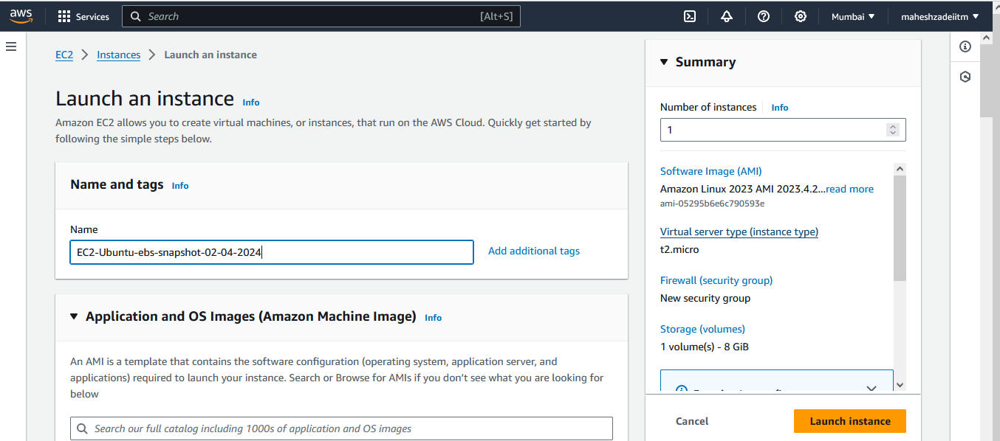 aws Services Search [Alt+S] Mumbai maheshzadeiitm
EC2 Instances Launch an instance
Launch an instance Info
Amazon EC2 allows you to create virtual machines, or instances, that run on the AWS Cloud. Quickly get started by
following the simple steps below.
Name and tags Info
Name
EC2-Ubuntu-ebs-snapshot-02-04-2024
Add additional tags
Application and OS Images (Amazon Machine Image) Info
An AMI is a template that contains the software configuration (operating system, application server, and
applications) required to launch your instance. Search or Browse for AMIs if you don't see what you are looking for
below
Search our full catalog including 1000s of application and OS images
Summary
Number of instances Info
1
Software Image (AMI)
Amazon Linux 2023 AMI 2023.4.2...read more
ami-05295b6e6c790593e
Virtual server type (instance type)
t2.micro
Firewall (security group)
New security group
Storage (volumes)
1 volume(s) - 8 GiB
Cancel
Launch instance